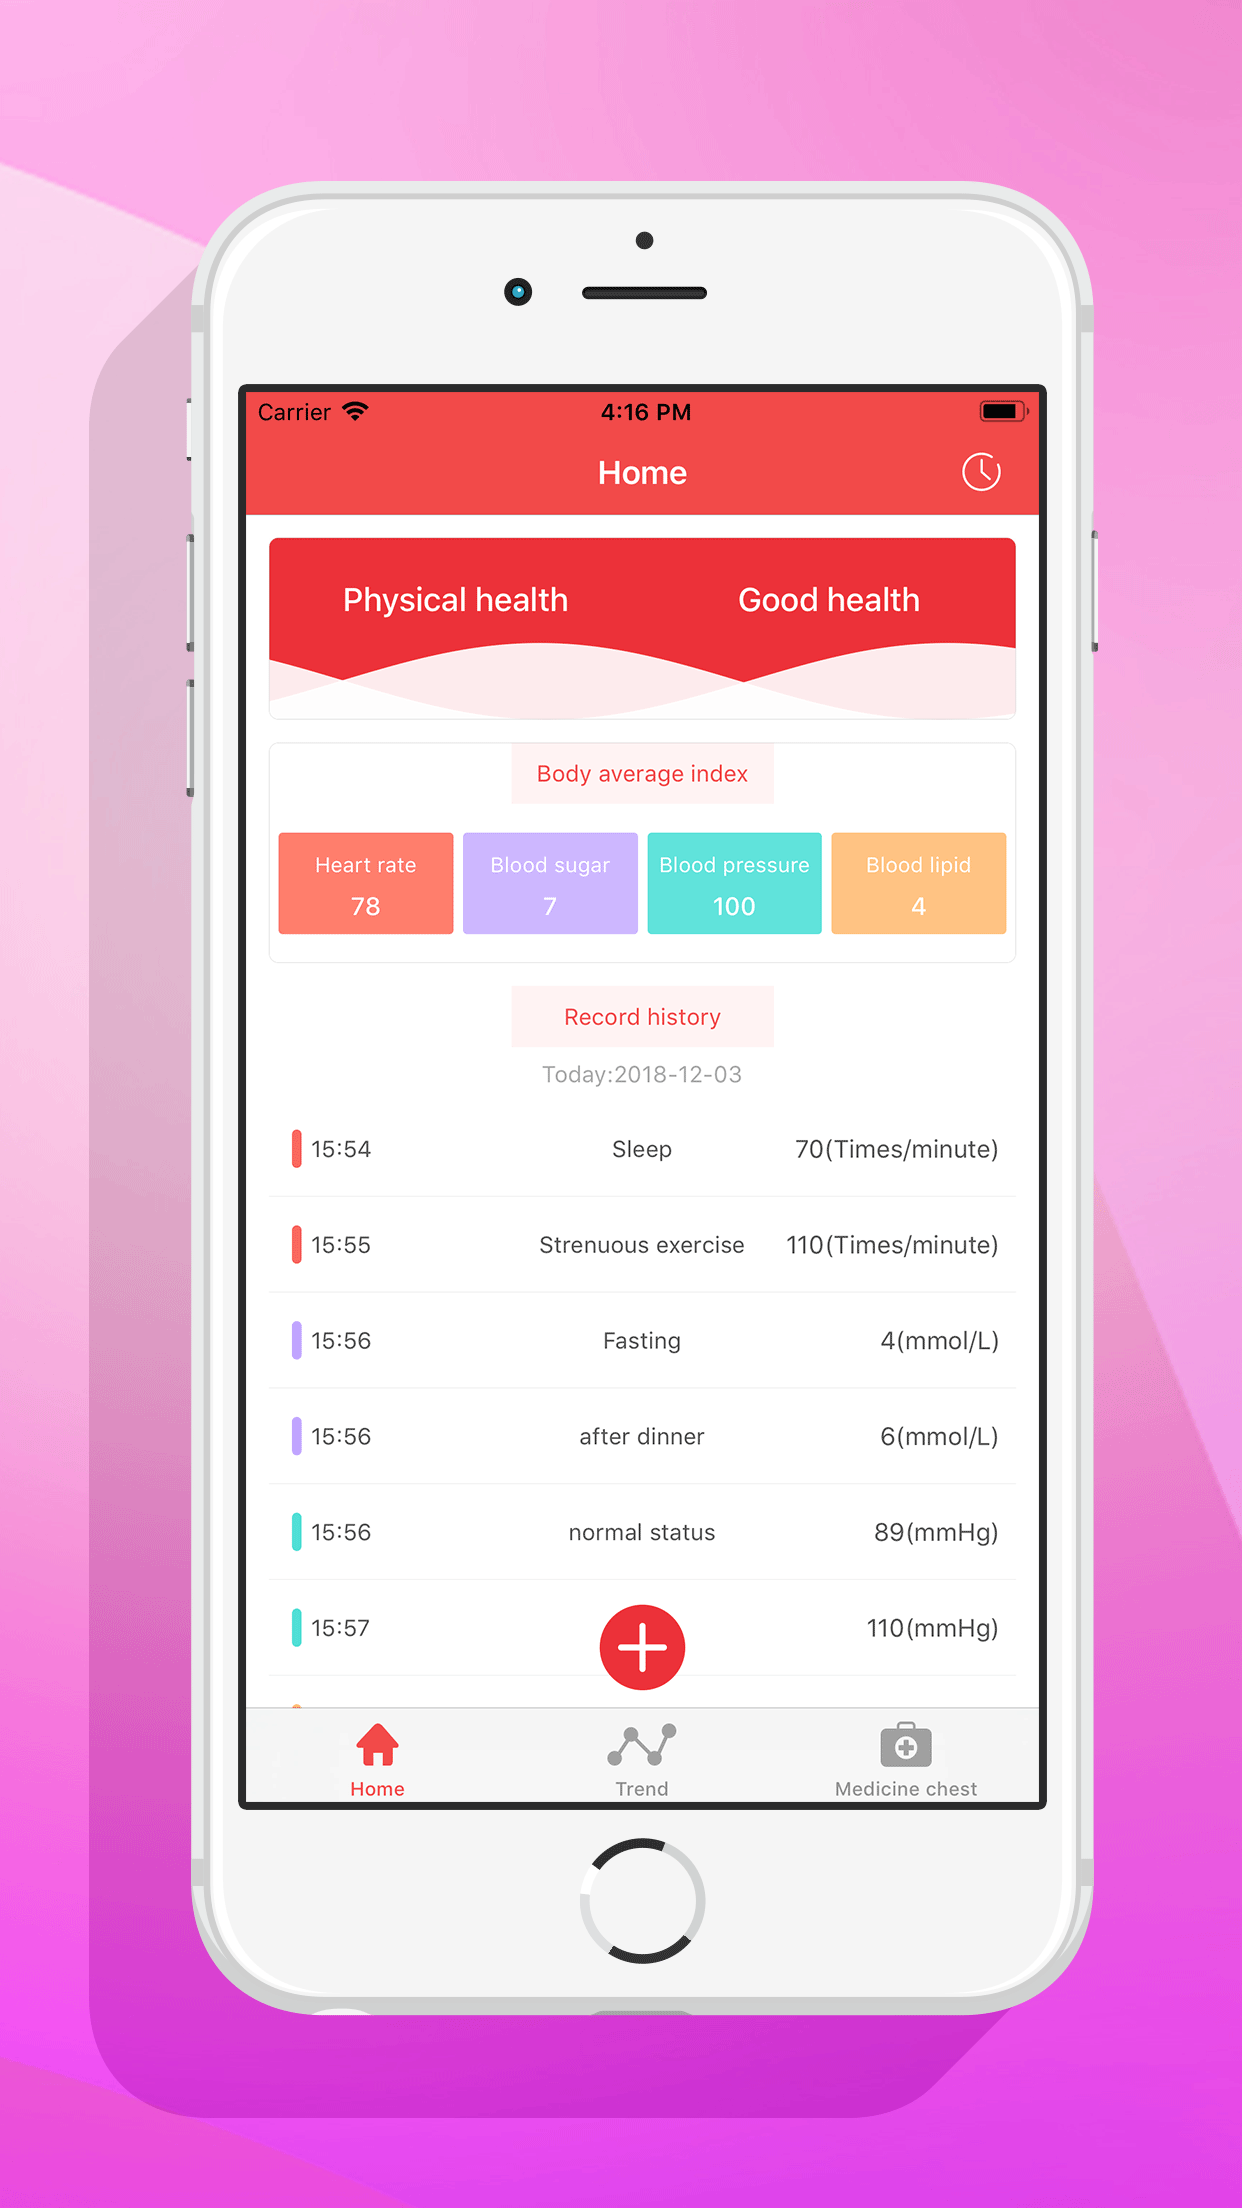 Carrier 4:16 PM
Home
Physical health Good health
Body average index
Heart rate Blood sugar Blood pressure Blood lipid
78 7 100 4
Record history
Today:2018-12-03
15:54 Sleep 70(Times/minute)
15:55 Strenuous exercise 110(Times/minute)
15:56 Fasting 4(mmol/L)
15:56 after dinner 6(mmol/L)
15:56 normal status 89(mmHg)
15:57 110(mmHg)
Home Trend Medicine chest